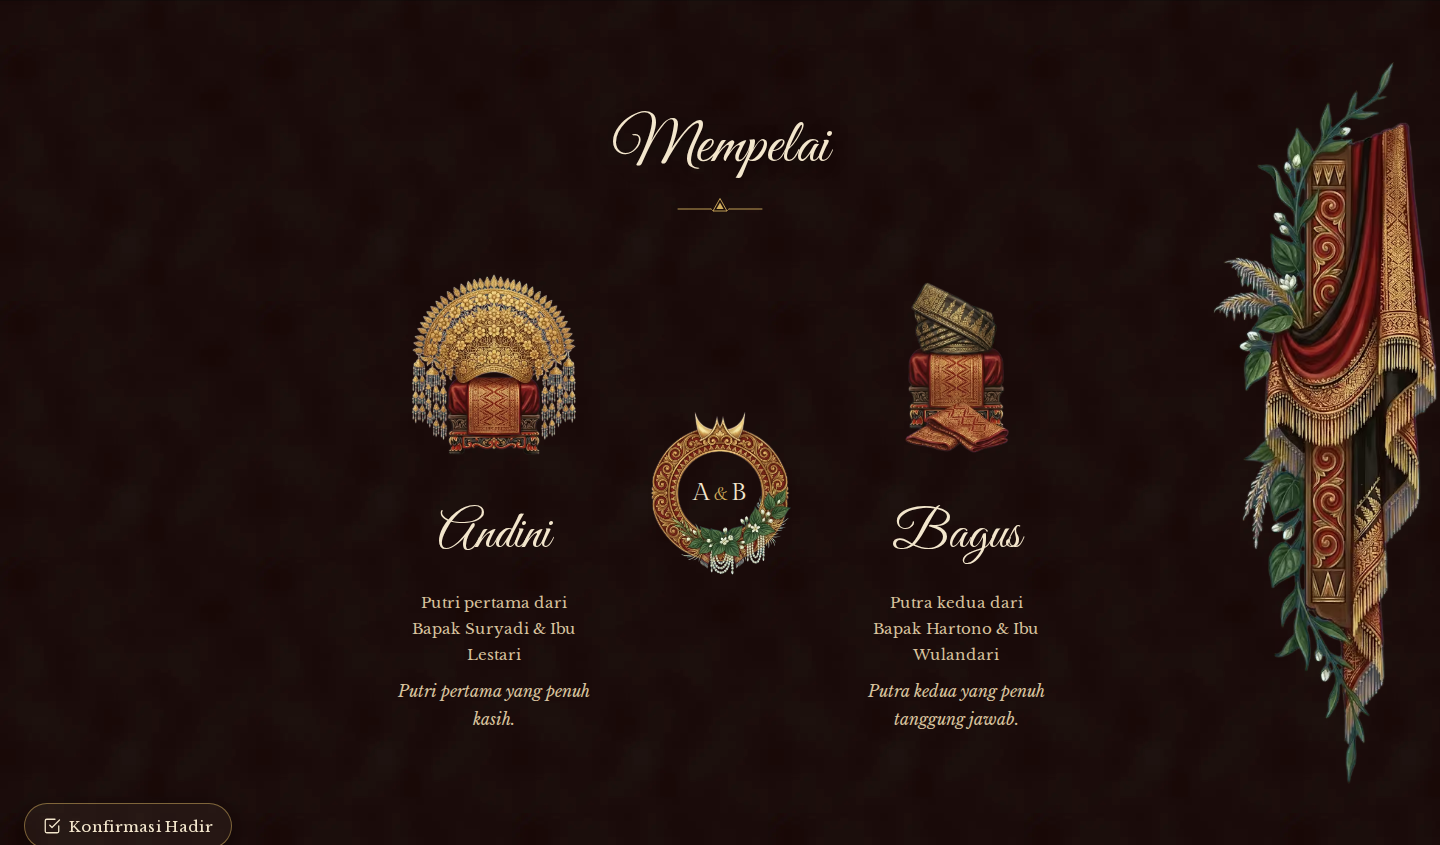 Mempelai
A & B
Andini
Putri pertama dari
Bapak Suryadi & Ibu
Lestari
Putri pertama yang penuh
kasih.
Bagus
Putra kedua dari
Bapak Hartono & Ibu
Wulandari
Putra kedua yang penuh
tanggung jawab.
Konfirmasi Hadir